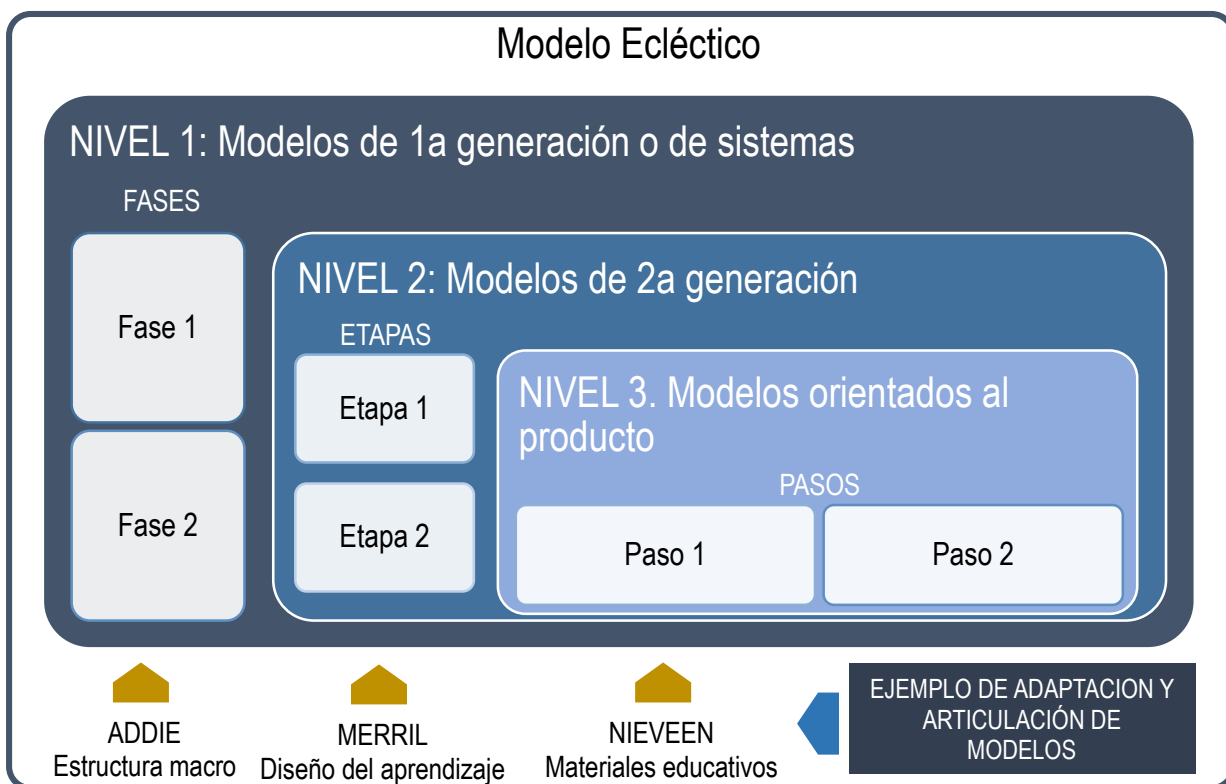 Modelo Ecléctico
NIVEL 1: Modelos de 1a generación o de sistemas
FASES
Fase 1
Fase 2
NIVEL 2: Modelos de 2a generación
ETAPAS
Etapa 1
Etapa 2
NIVEL 3. Modelos orientados al
producto
PASOS
Paso 1
Paso 2
ADDIE
Estructura macro
MERRIL
Diseño del aprendizaje
NIEVEEN
Materiales educativos
EJEMPLO DE ADAPTACION Y
ARTICULACIÓN DE
MODELOS